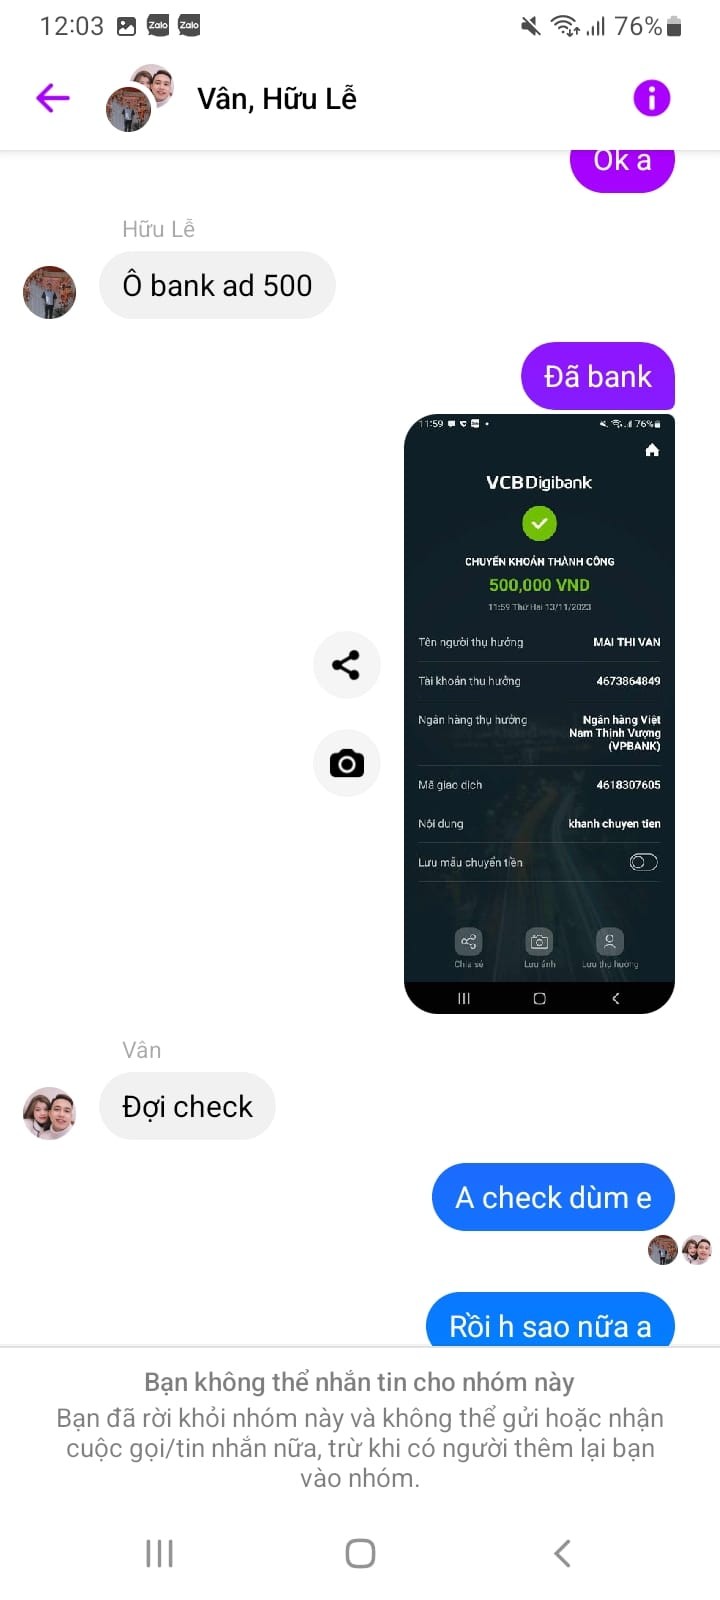 12:03
Zalo
Zalo
76%
Vân, Hữu Lễ
Ok a
Hữu Lễ
Ô bank ad 500
Đã bank
11:59
76%
VCBDigibank
CHUYỂN KHOẢN THÀNH CÔNG
500,000 VND
11:59 Thứ Hai 13/11/2023
Tên người thụ hưởng MAI THI VAN
Tài khoản thụ hưởng 4673864849
Ngân hàng thụ hưởng Ngân hàng Việt
Nam Thịnh Vượng
(VPBANK)
Mã giao dịch 4618307605
Nội dung khanh chuyen tien
Lưu mẫu chuyển tiền
Chia sẻ Lưu ảnh Lưu thụ hưởng
Vân
Đợi check
A check dùm e
Rồi h sao nữa a
Bạn không thể nhắn tin cho nhóm này
Bạn đã rời khỏi nhóm này và không thể gửi hoặc nhận
cuộc gọi/tin nhắn nữa, trừ khi có người thêm lại bạn
vào nhóm.